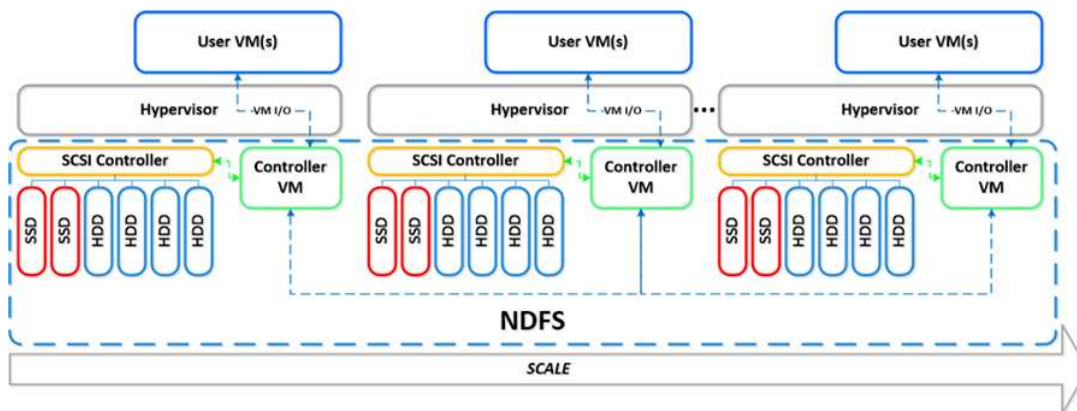 User VM(s)
User VM(s)
User VM(s)
Hypervisor
VM I/O
Hypervisor
VM I/O
...
Hypervisor
VM I/O
SCSI Controller
Controller
VM
SSD
SSD
HDD
HDD
HDD
HDD
SCSI Controller
Controller
VM
SSD
SSD
HDD
HDD
HDD
HDD
SCSI Controller
Controller
VM
SSD
SSD
HDD
HDD
HDD
HDD
NDFS
SCALE